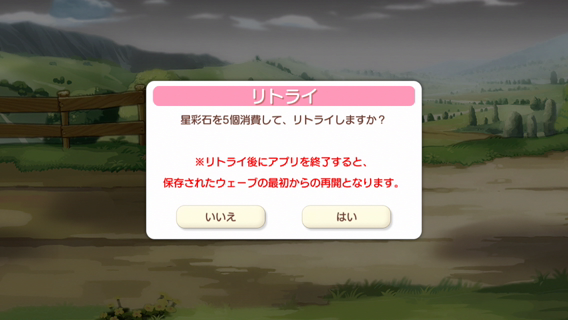 リトライ
星彩石を5個消費して、リトライしますか？
※リトライ後にアプリを終了すると、
保存されたウェーブの最初からの再開となります。
いいえ
はい